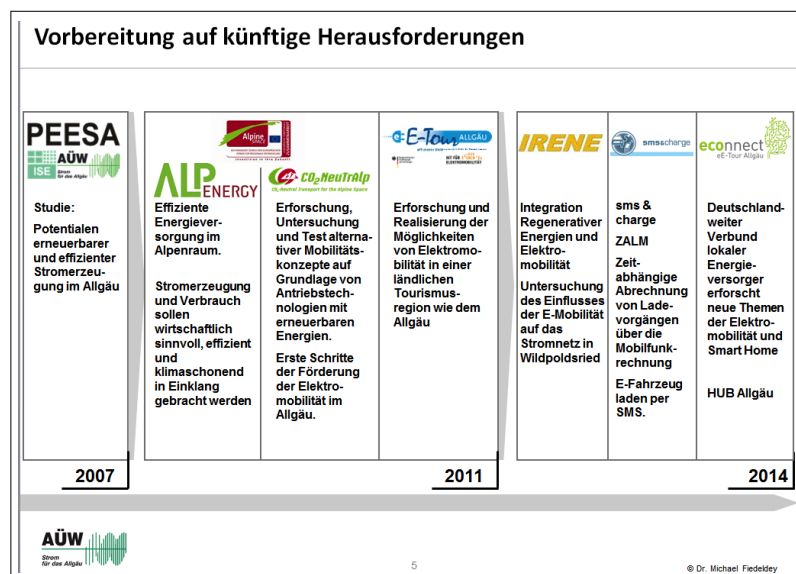 Vorbereitung auf künftige Herausforderungen
PEESA
ISE
AÜW
Strom
für das Allgäu
Studie:
Potentialen
erneuerbarer
und effizienter
Stromerzeu-
gung im Allgäu
2007
Alpine
ALPENERGY
Effiziente
Energiever-
sorgung im
Alpenraum.
Stromerzeugung
und Verbrauch
sollen
wirtschaftlich
sinnvoll, effizient
und
klimaschonend
in Einklang
gebracht werden
CO2NeuTrAlp
CO2-Neutral Transport for the Alpine Space
Erforschung,
Untersuchung
und Test alterna-
tiver Mobilitäts-
konzepte auf
Grundlage von
Antriebstech-
nologien mit
erneuerbaren
Energien.
Erste Schritte
der Förderung
der Elektro-
mobilität im
Allgäu.
eE-Tour ALLGÄU
Erforschung und
Realisierung der
Möglichkeiten
von Elektromo-
bilität in einer
ländlichen
Tourismus-
region wie dem
Allgäu
2011
IRENE
Integration
Regenerativer
Energien und
Elektro-
mobilität
Untersuchung
des Einflusses
der E-Mobilität
auf das
Stromnetz in
Wildpoldsried
sms&charge
sms &
charge
ZALM
Zeit-
abhängige
Abrechnung
von Lade-
vorgängen
über die
Mobilfunk-
rechnung
E-Fahrzeug
laden per
SMS.
econnect
eE-Tour Allgäu
Deutschland-
weiter
Verbund
lokaler
Energie-
versorger
erforscht
neue Themen
der Elektro-
mobilität und
Smart Home
HUB Allgäu
2014
AÜW
Strom
für das Allgäu
5
© Dr. Michael Fiedeldey